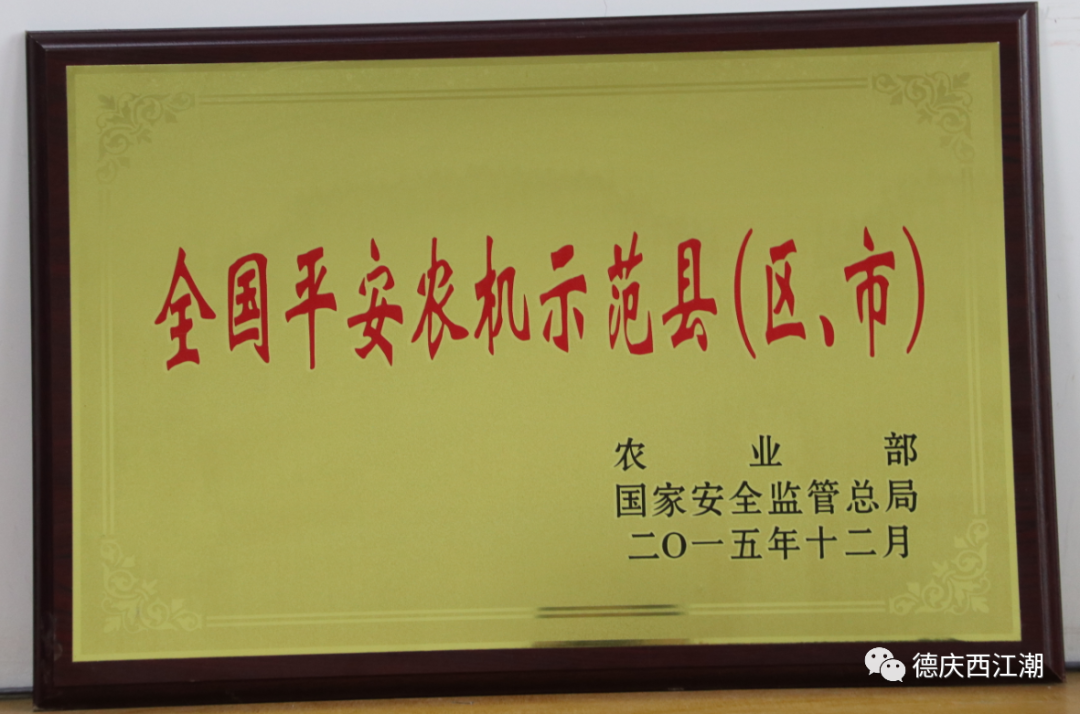 全国平安农机示范县(区、市)
农业部
国家安全监管总局
二O一五年十二月
德庆西江潮